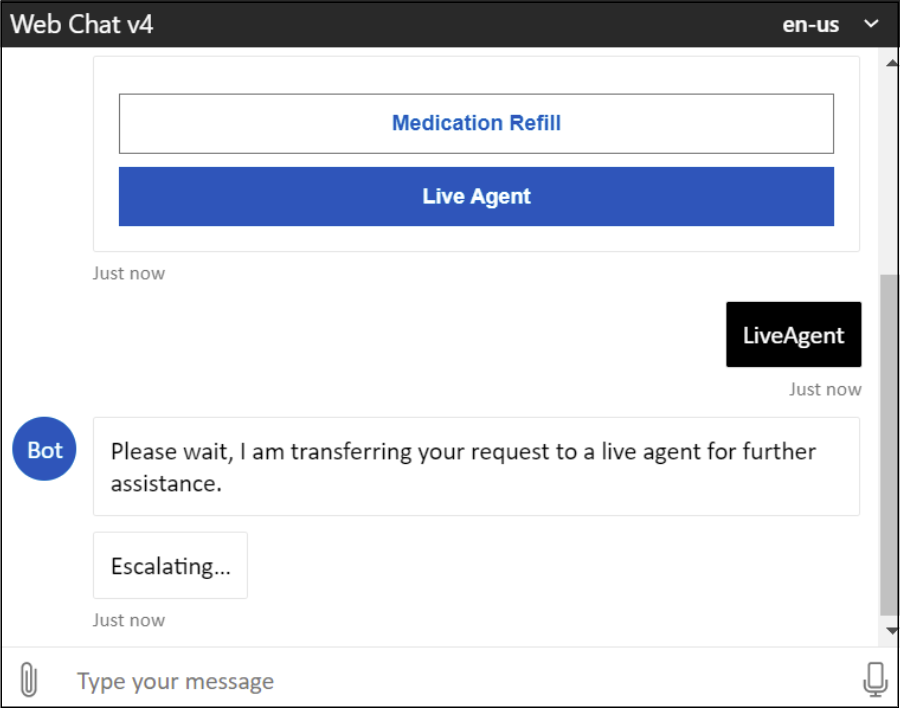 Web Chat v4
en-us
Medication Refill
Live Agent
Just now
LiveAgent
Just now
Bot
Please wait, I am transferring your request to a live agent for further
assistance.
Escalating...
Just now
Type your message